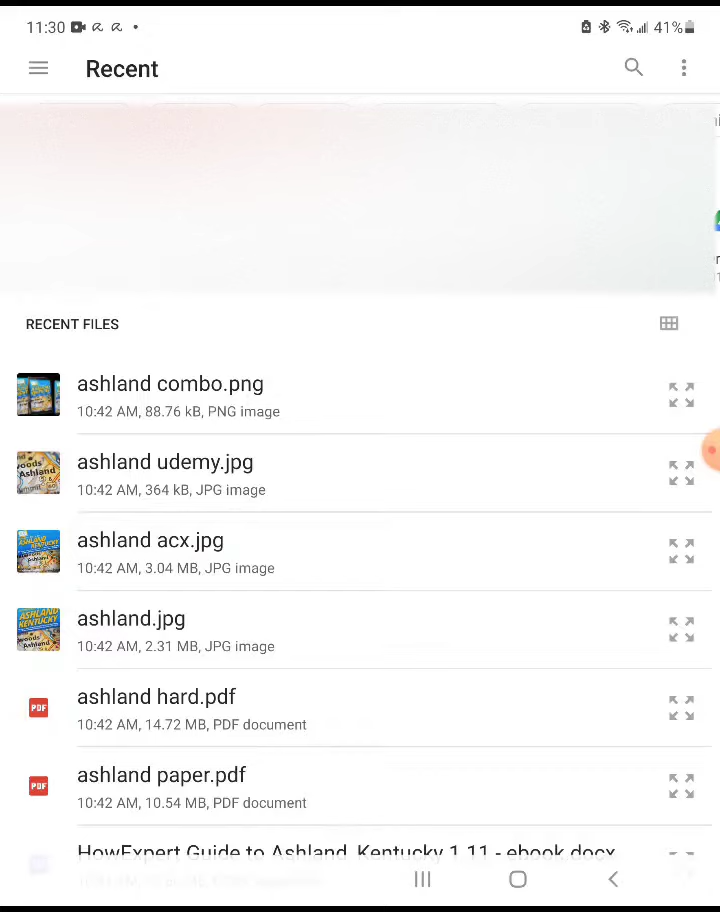 11:30 41%
Recent
RECENT FILES
ashland combo.png
10:42 AM, 88.76 kB, PNG image
ashland udemy.jpg
10:42 AM, 364 kB, JPG image
ashland acx.jpg
10:42 AM, 3.04 MB, JPG image
ashland.jpg
10:42 AM, 2.31 MB, JPG image
PDF ashland hard.pdf
10:42 AM, 14.72 MB, PDF document
PDF ashland paper.pdf
10:42 AM, 10.54 MB, PDF document
HowExpert Guide to Ashland, Kentucky 1 11 - ebook.docx